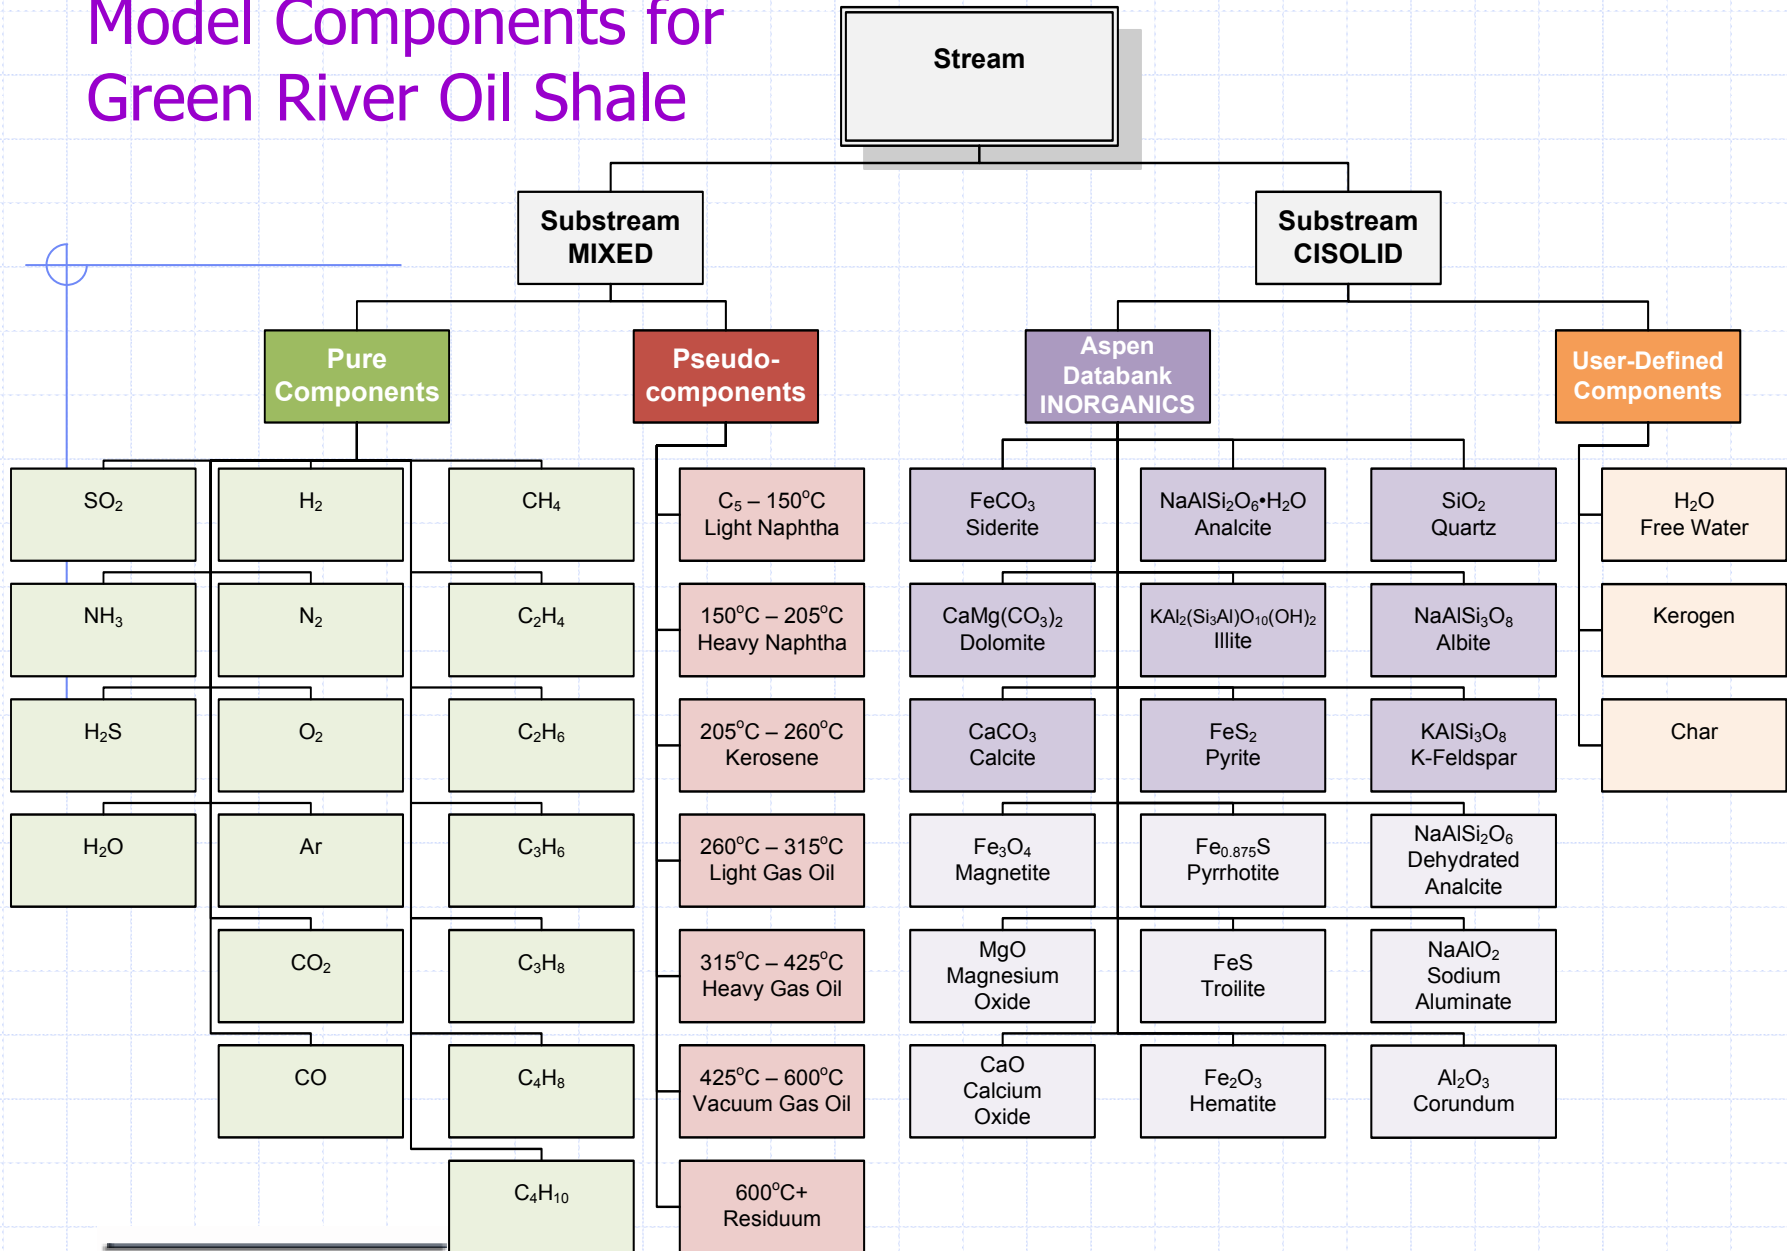 Model Components for
Green River Oil Shale
Stream
Substream
MIXED
Substream
CISOLID
Pure
Components
Pseudo-
components
Aspen
Databank
INORGANICS
User-Defined
Components
SO₂
H₂
CH₄
C₅ – 150°C
Light Naphtha
FeCO₃
Siderite
NaAlSi₂O₆•H₂O
Analcite
SiO₂
Quartz
H₂O
Free Water
NH₃
N₂
C₂H₄
150°C – 205°C
Heavy Naphtha
CaMg(CO₃)₂
Dolomite
KAl₂(Si₃Al)O₁₀(OH)₂
Illite
NaAlSi₃O₈
Albite
Kerogen
H₂S
O₂
C₂H₆
205°C – 260°C
Kerosene
CaCO₃
Calcite
FeS₂
Pyrite
KAlSi₃O₈
K-Feldspar
Char
H₂O
Ar
C₃H₆
260°C – 315°C
Light Gas Oil
Fe₃O₄
Magnetite
Fe₀.₈₇₅S
Pyrrhotite
NaAlSi₂O₆
Dehydrated
Analcite
CO₂
C₃H₈
315°C – 425°C
Heavy Gas Oil
MgO
Magnesium
Oxide
FeS
Troilite
NaAlO₂
Sodium
Aluminate
CO
C₄H₈
425°C – 600°C
Vacuum Gas Oil
CaO
Calcium
Oxide
Fe₂O₃
Hematite
Al₂O₃
Corundum
C₄H₁₀
600°C+
Residuum